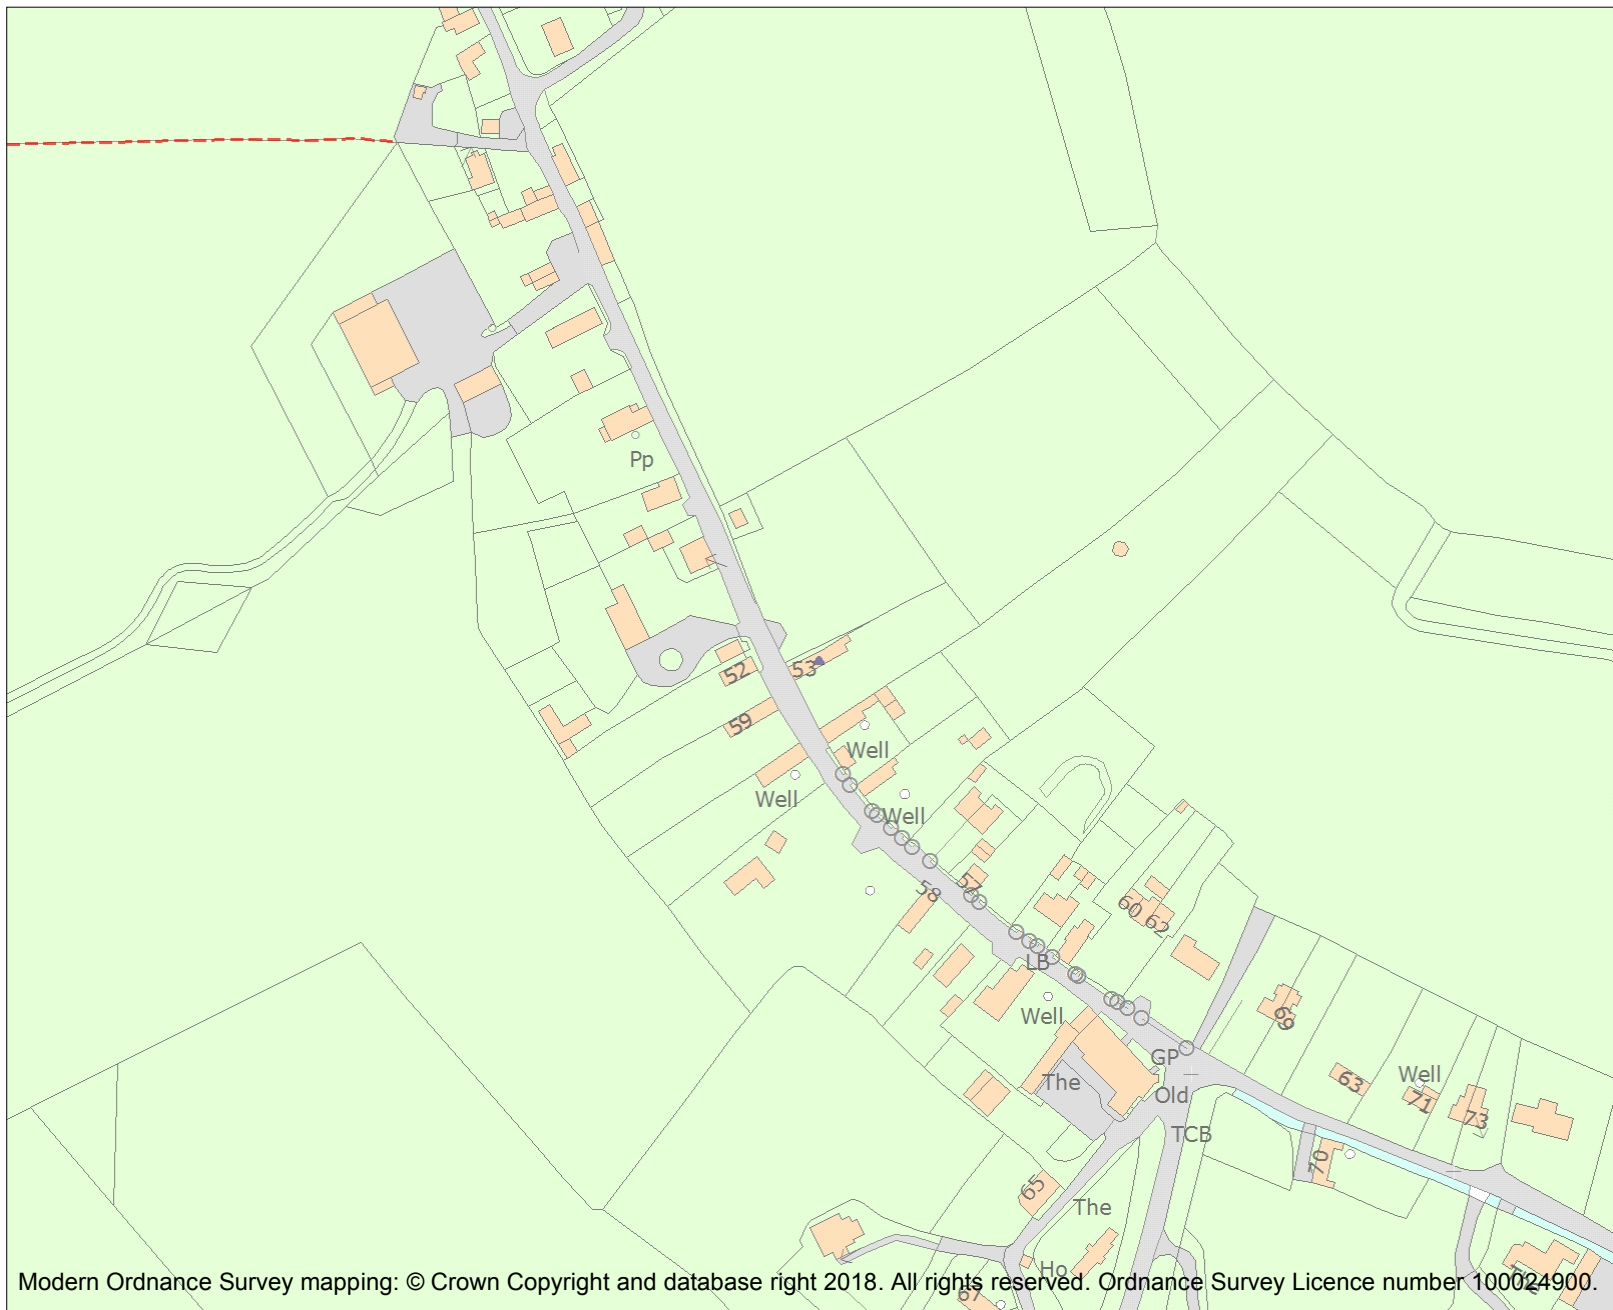 Pp
52
53
59
Well
Well
Well
57
58
60
62
LB
Well
69
GP
The
Old
63
Well
71
73
TCB
70
65
The
Ho
67
Modern Ordnance Survey mapping: © Crown Copyright and database right 2018. All rights reserved. Ordnance Survey Licence number 100024900.